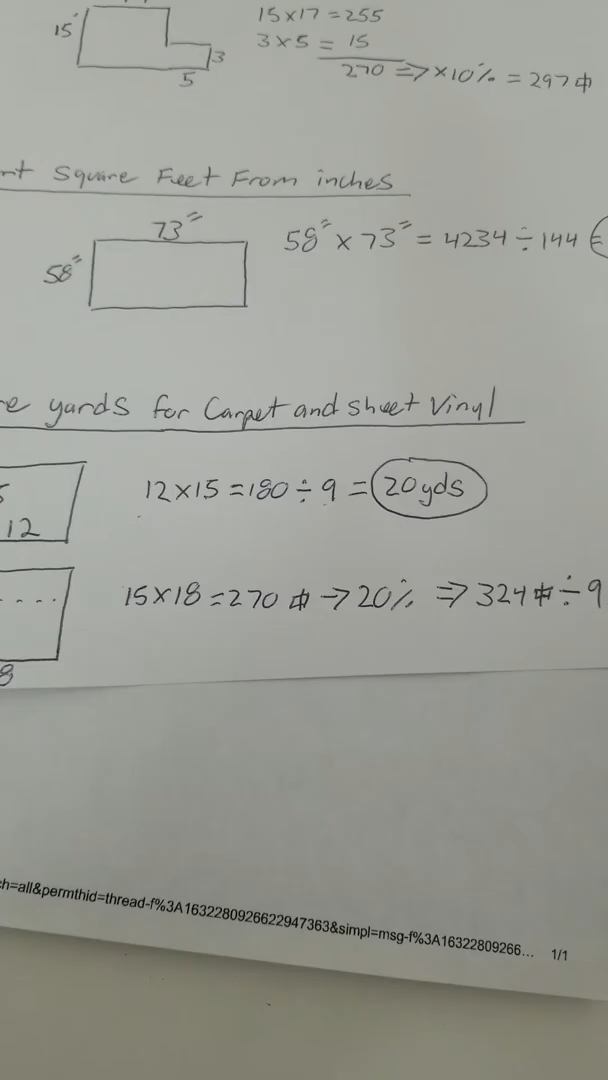 15' 15x17 = 255
3x5 = 15
3
5
270 => x10% = 297
Square Feet From inches
73"
58" 58" x 73" = 4234 ÷ 144 =
yards for Carpet and sheet Vinyl
12x15 = 180 ÷ 9 = 20yds
12
15x18 = 270 → 20% => 324 ÷ 9
8
ch=all&permthid=thread-f%3A1632280926622947363&simpl=msg-f%3A16322809266... 1/1